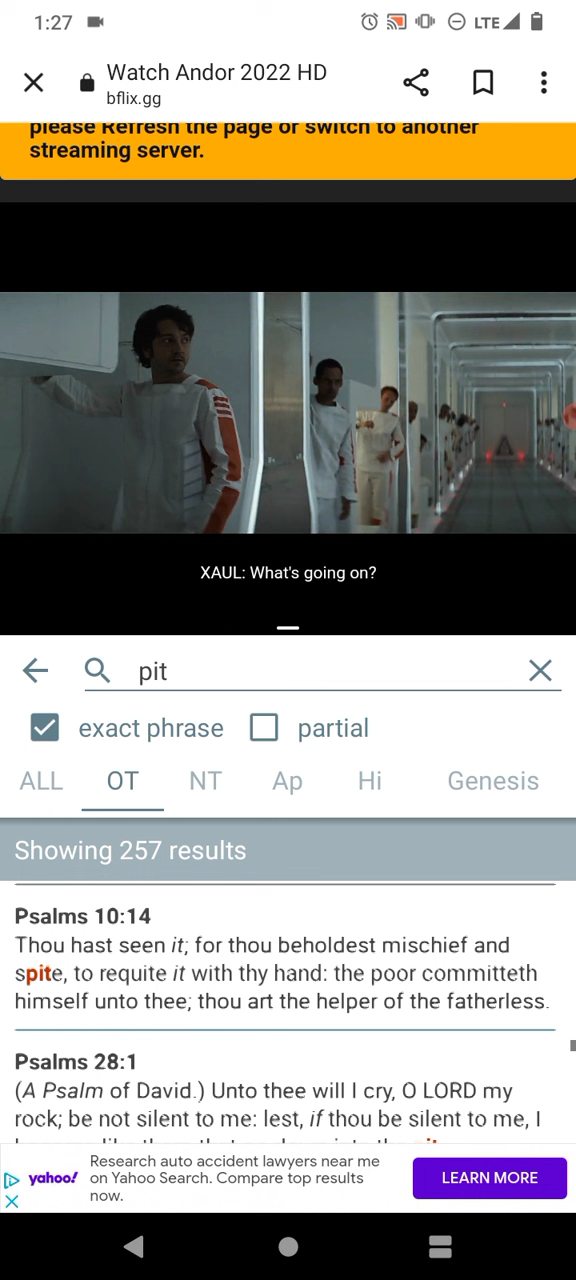 1:27
LTE
Watch Andor 2022 HD
bflix.gg
please Refresh the page or switch to another
streaming server.
XAUL: What's going on?
pit
exact phrase
partial
ALL OT NT Ap Hi Genesis
Showing 257 results
Psalms 10:14
Thou hast seen it; for thou beholdest mischief and
spite, to requite it with thy hand: the poor committeth
himself unto thee; thou art the helper of the fatherless.
Psalms 28:1
(A Psalm of David.) Unto thee will I cry, O LORD my
rock; be not silent to me: lest, if thou be silent to me, I
yahoo!
Research auto accident lawyers near me
on Yahoo Search. Compare top results
now.
LEARN MORE